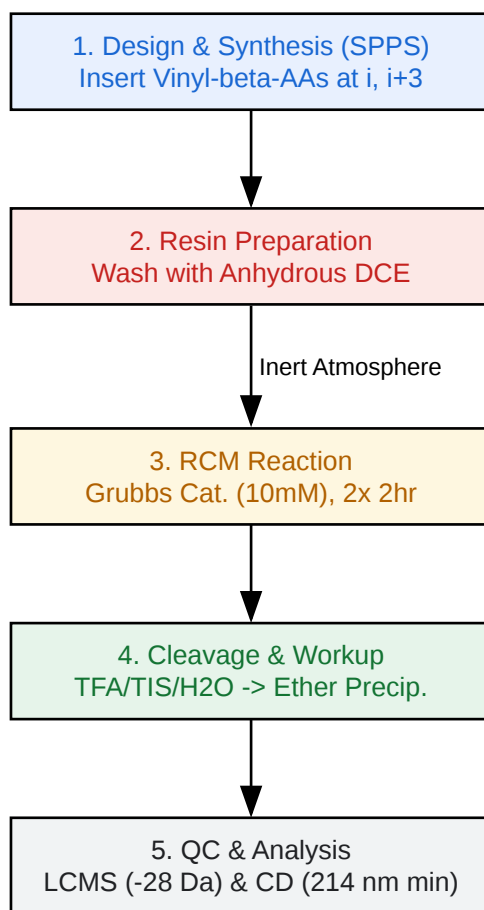 1. Design & Synthesis (SPPS)
Insert Vinyl-beta-AAs at i, i+3
2. Resin Preparation
Wash with Anhydrous DCE
Inert Atmosphere
3. RCM Reaction
Grubbs Cat. (10mM), 2x 2hr
4. Cleavage & Workup
TFA/TIS/H2O -> Ether Precip.
5. QC & Analysis
LCMS (-28 Da) & CD (214 nm min)